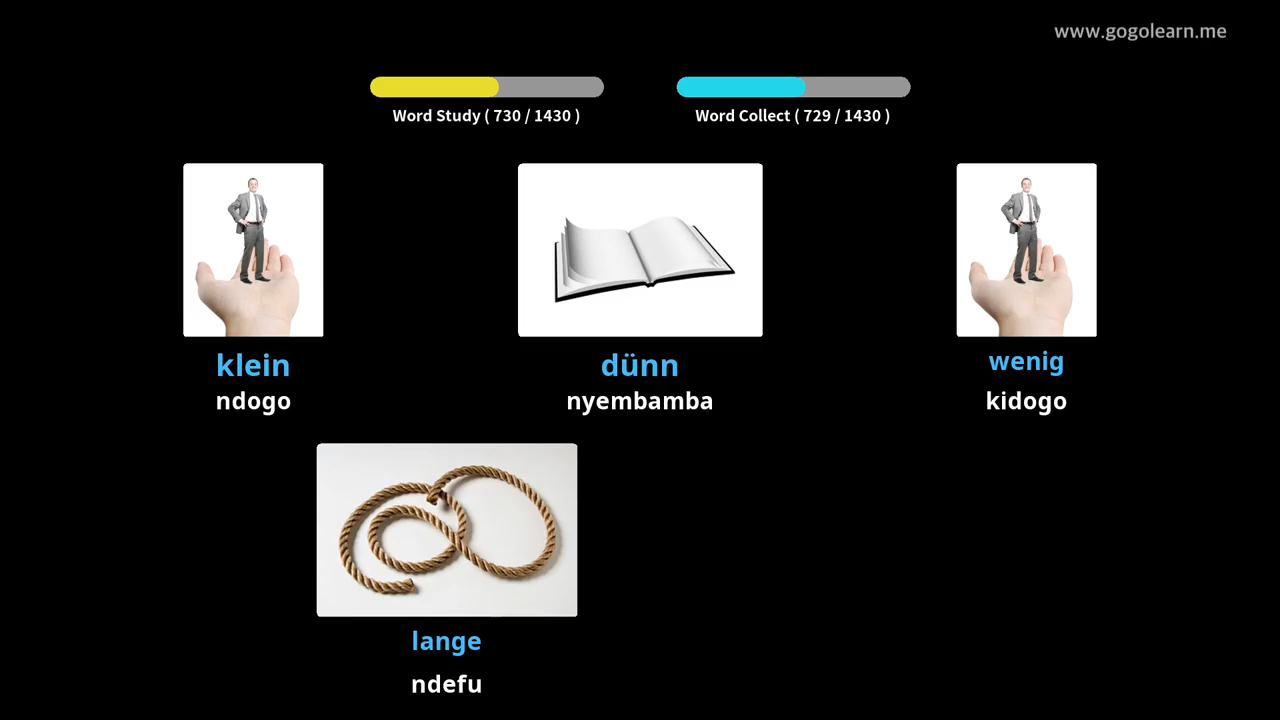 www.gogolearn.me
Word Study ( 730 / 1430 )
Word Collect ( 729 / 1430 )
klein
ndogo
dünn
nyembamba
wenig
kidogo
lange
ndefu